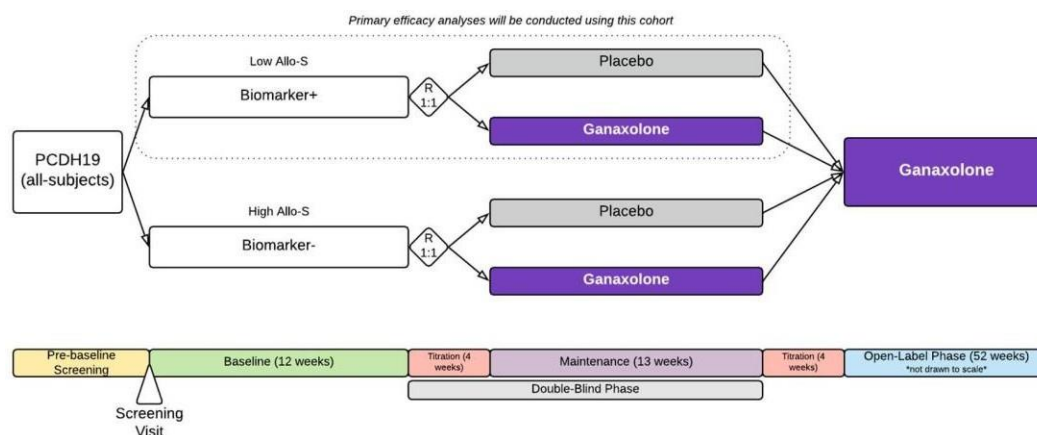 Primary efficacy analyses will be conducted using this cohort
Low Allo-S
Biomarker+
R
1:1
Placebo
Ganaxolone
PCDH19
(all-subjects)
Ganaxolone
High Allo-S
Biomarker-
R
1:1
Placebo
Ganaxolone
Pre-baseline
Screening
Baseline (12 weeks)
Titration (4
weeks)
Maintenance (13 weeks)
Titration (4
weeks)
Open-Label Phase (52 weeks)
*not drawn to scale*
Double-Blind Phase
Screening
Visit